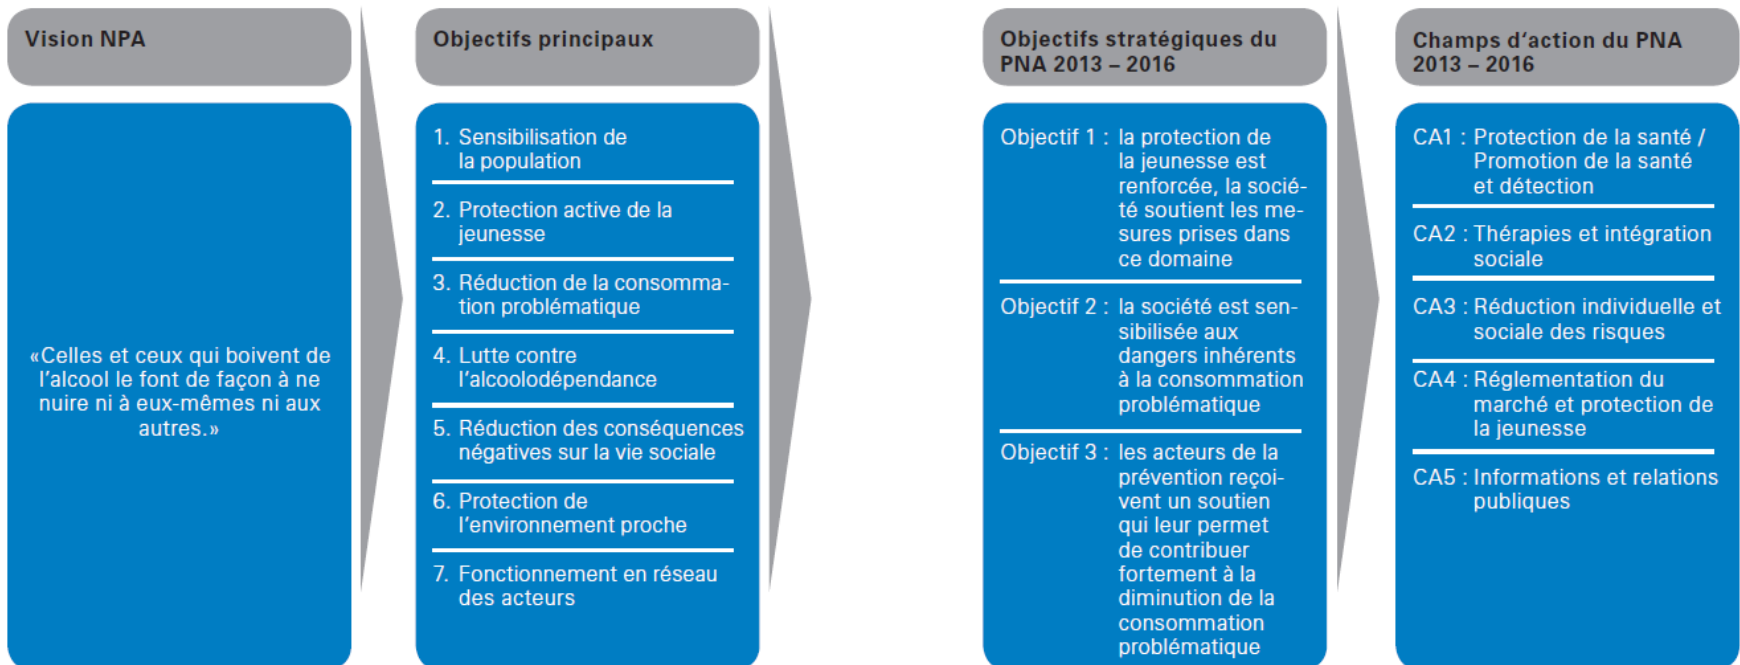 Vision NPA
«Celles et ceux qui boivent de
l'alcool le font de façon à ne
nuire ni à eux-mêmes ni aux
autres.»
Objectifs principaux
1. Sensibilisation de
la population
2. Protection active de la
jeunesse
3. Réduction de la consomma-
tion problématique
4. Lutte contre
l'alcoolodépendance
5. Réduction des conséquences
négatives sur la vie sociale
6. Protection de
l'environnement proche
7. Fonctionnement en réseau
des acteurs
Objectifs stratégiques du
PNA 2013 – 2016
Objectif 1 : la protection de
la jeunesse est
renforcée, la socié-
té soutient les me-
sures prises dans
ce domaine
Objectif 2 : la société est sen-
sibilisée aux
dangers inhérents
à la consommation
problématique
Objectif 3 : les acteurs de la
prévention reçoi-
vent un soutien
qui leur permet
de contribuer
fortement à la
diminution de la
consommation
problématique
Champs d'action du PNA
2013 – 2016
CA1 : Protection de la santé /
Promotion de la santé
et détection
CA2 : Thérapies et intégration
sociale
CA3 : Réduction individuelle et
sociale des risques
CA4 : Réglementation du
marché et protection de
la jeunesse
CA5 : Informations et relations
publiques